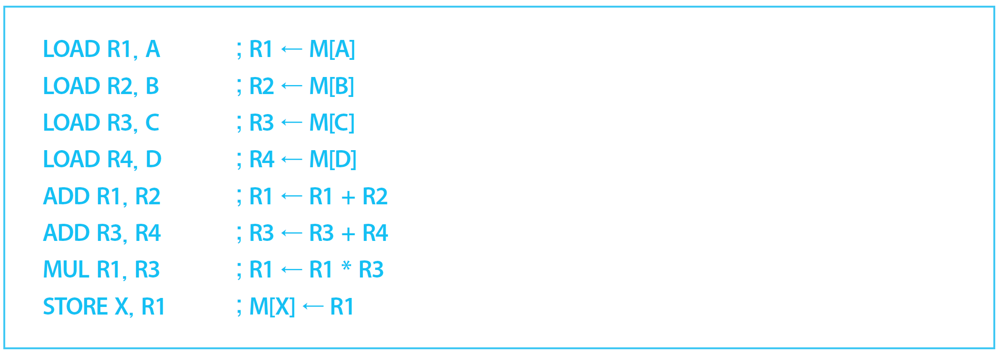 LOAD R1, A ; R1 ← M[A]
LOAD R2, B ; R2 ← M[B]
LOAD R3, C ; R3 ← M[C]
LOAD R4, D ; R4 ← M[D]
ADD R1, R2 ; R1 ← R1 + R2
ADD R3, R4 ; R3 ← R3 + R4
MUL R1, R3 ; R1 ← R1 * R3
STORE X, R1 ; M[X] ← R1